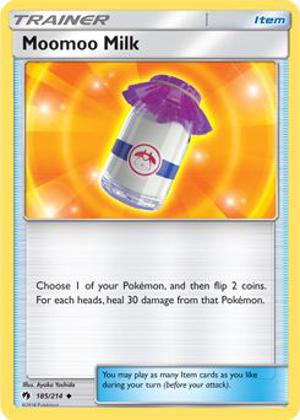 TRAINER Item
Moomoo Milk
Choose 1 of your Pokémon, and then flip 2 coins.
For each heads, heal 30 damage from that Pokémon.
Illus. Ayaka Yoshida
185/214
©2018 Pokémon
You may play as many Item cards as you like
during your turn (before your attack).